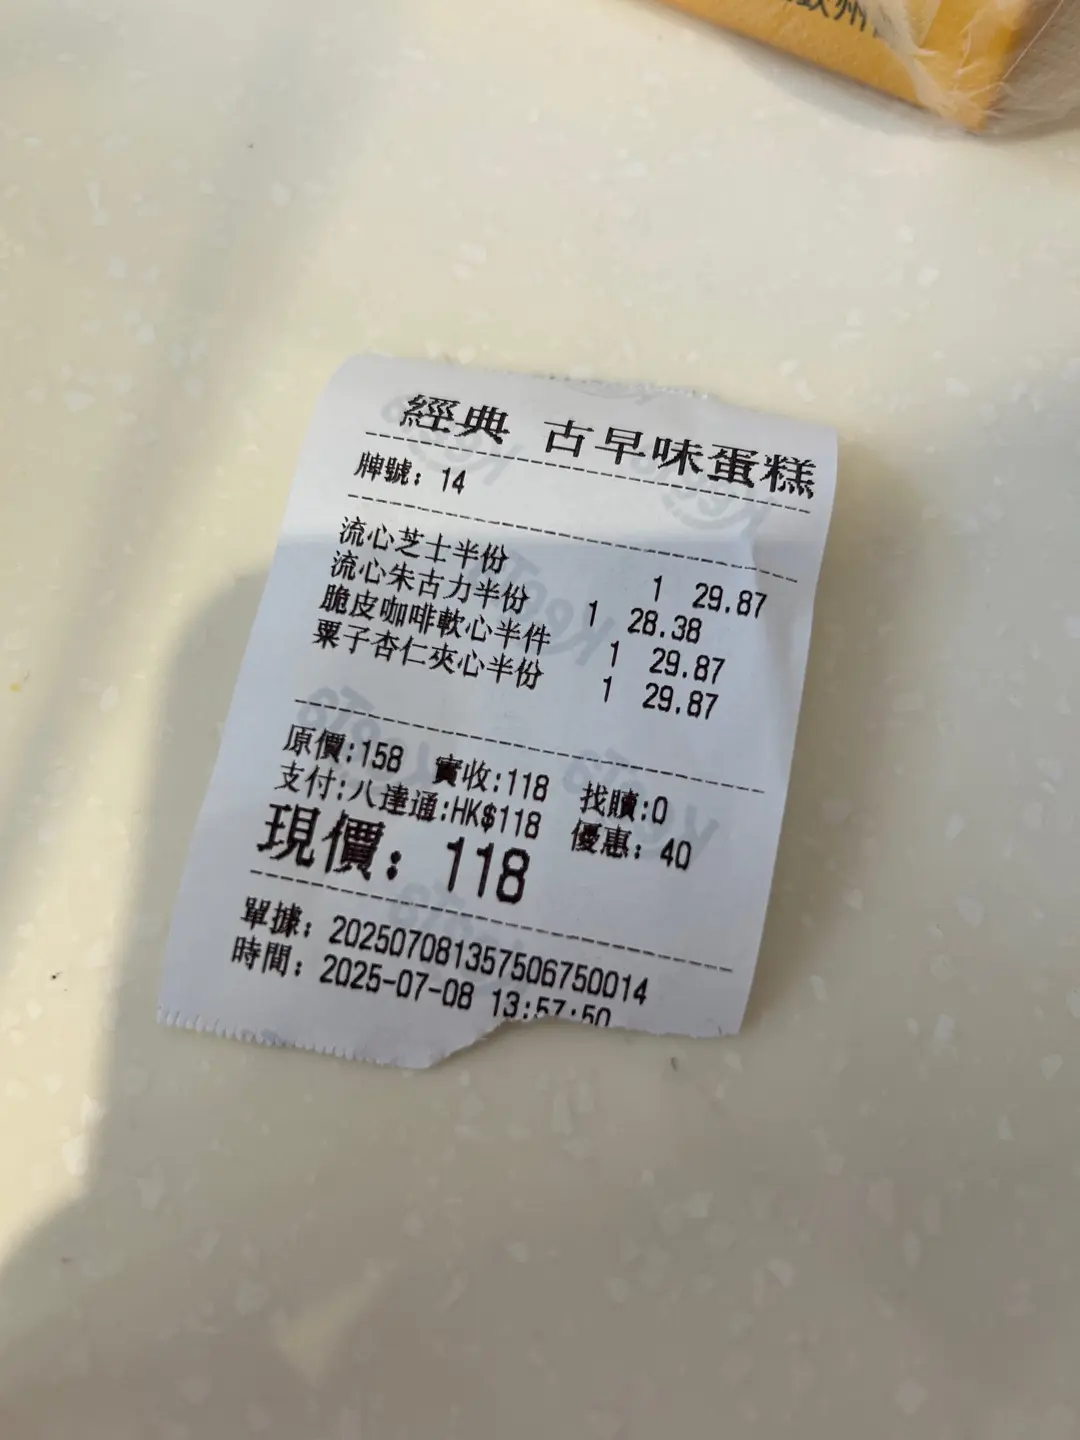 經典 古早味蛋糕
牌號: 14
流心芝士半份 1 29.87
流心朱古力半份 1 28.38
脆皮咖啡軟心半件 1 29.87
粟子杏仁夾心半份 1 29.87
原價:158 實收:118 找贖:0
支付:八達通:HK$118 優惠: 40
現價: 118
單據: 202507081357506750014
時間: 2025-07-08 13:57:50
KeeTa